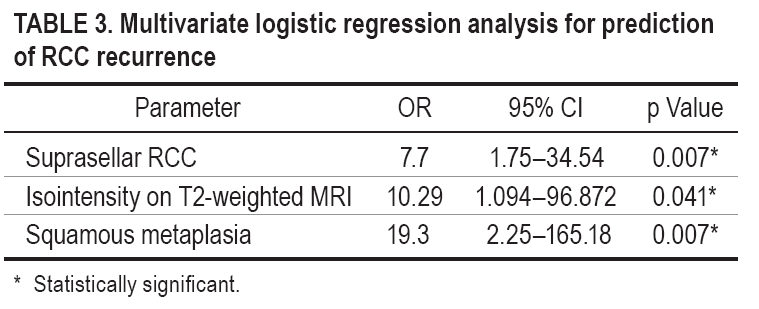 TABLE 3. Multivariate logistic regression analysis for prediction
of RCC recurrence
Parameter OR 95% CI p Value
Suprasellar RCC 7.7 1.75–34.54 0.007*
Isointensity on T2-weighted MRI 10.29 1.094–96.872 0.041*
Squamous metaplasia 19.3 2.25–165.18 0.007*
* Statistically significant.